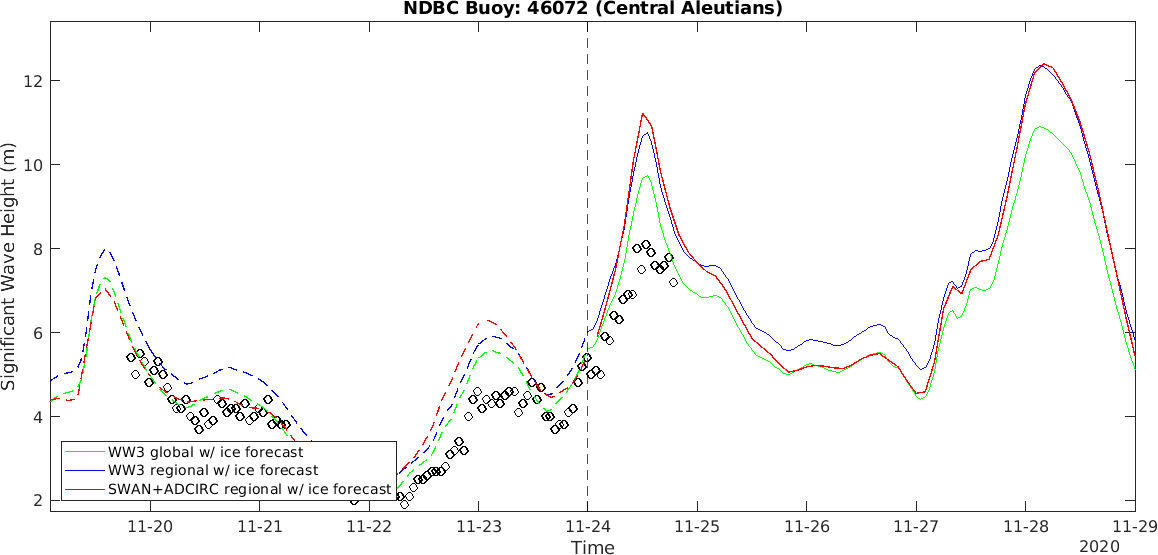 NDBC Buoy: 46072 (Central Aleutians)
Significant Wave Height (m)
12
10
8
6
4
2
WW3 global w/ ice forecast
WW3 regional w/ ice forecast
SWAN+ADCIRC regional w/ ice forecast
11-20 11-21 11-22 11-23 11-24 11-25 11-26 11-27 11-28 11-29
Time
2020